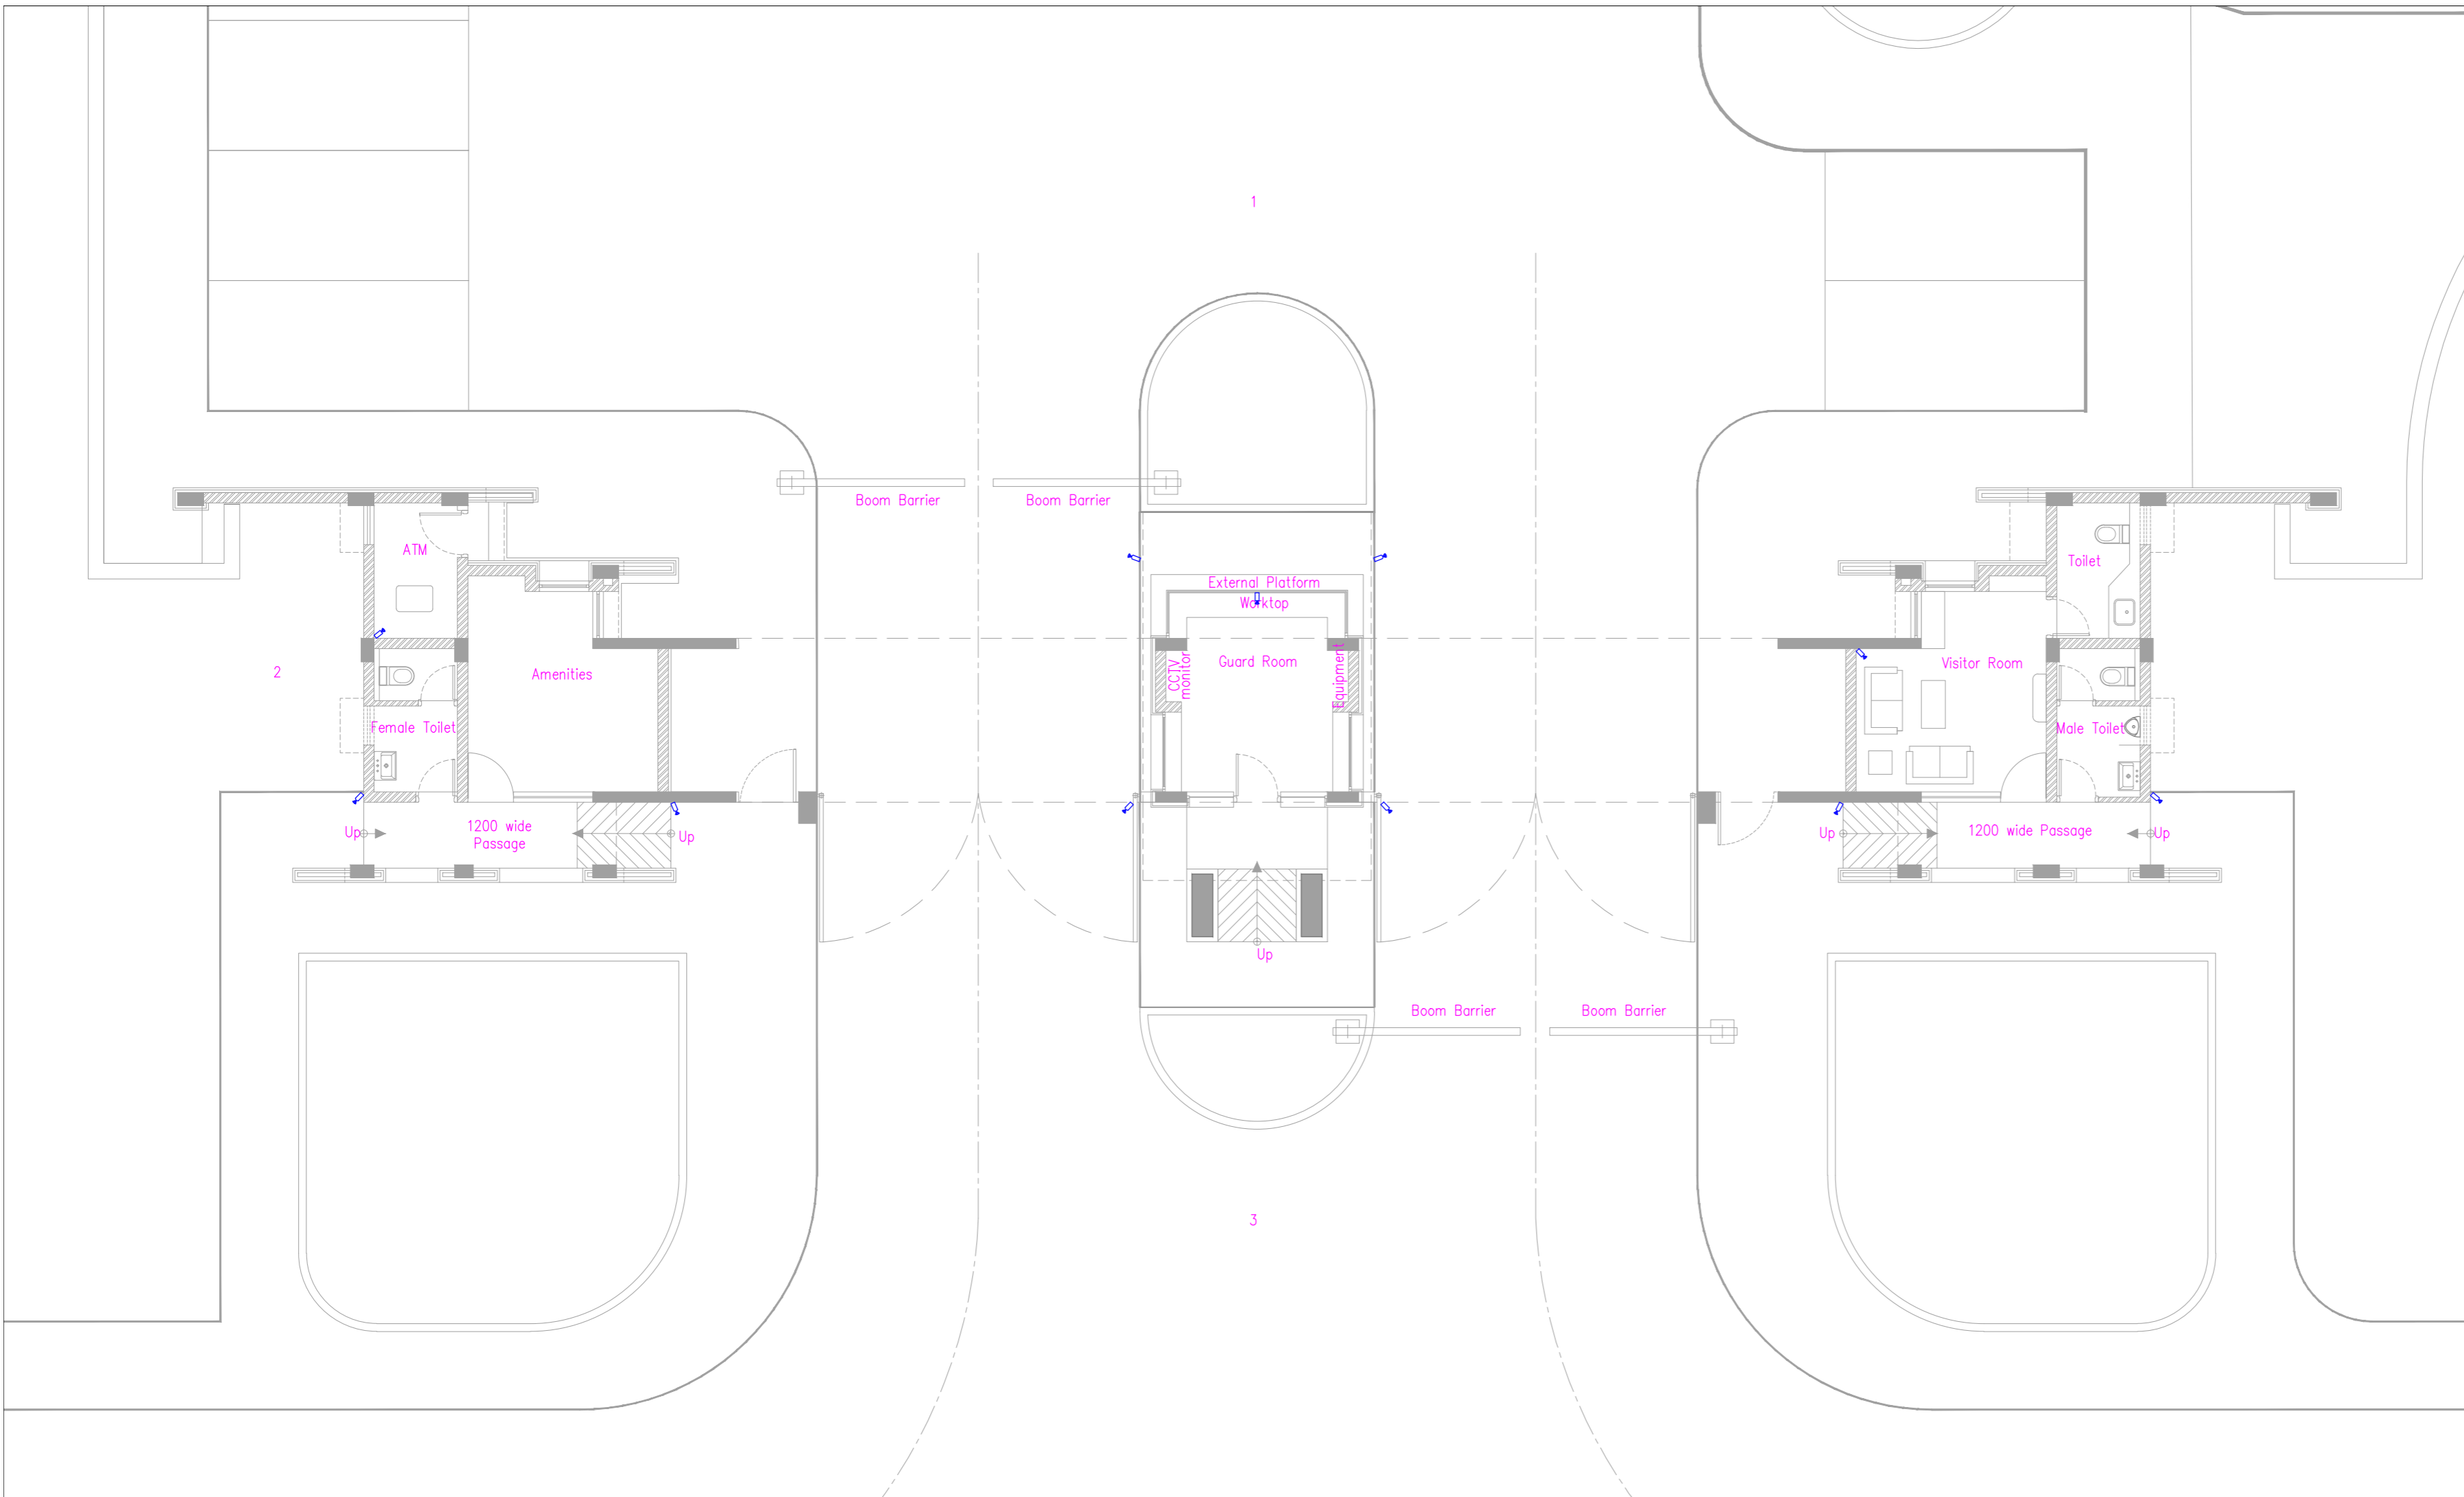 1
Boom Barrier
Boom Barrier
ATM
Toilet
External Platform
Worktop
Guard Room
CCTV
monitor
Equipment
Visitor Room
2
Amenities
Female Toilet
Male Toilet
Up
1200 wide
Passage
Up
Up
1200 wide Passage
Up
Up
Boom Barrier
Boom Barrier
3